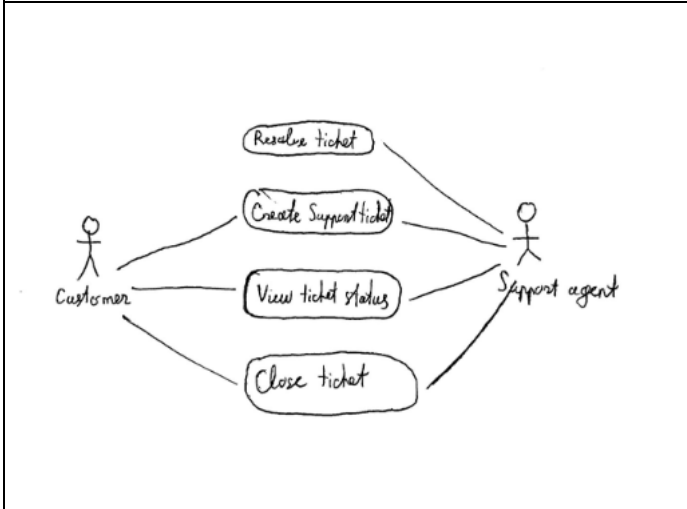 Resolve ticket
Create Support ticket
View ticket status
Close ticket
Customer
Support agent